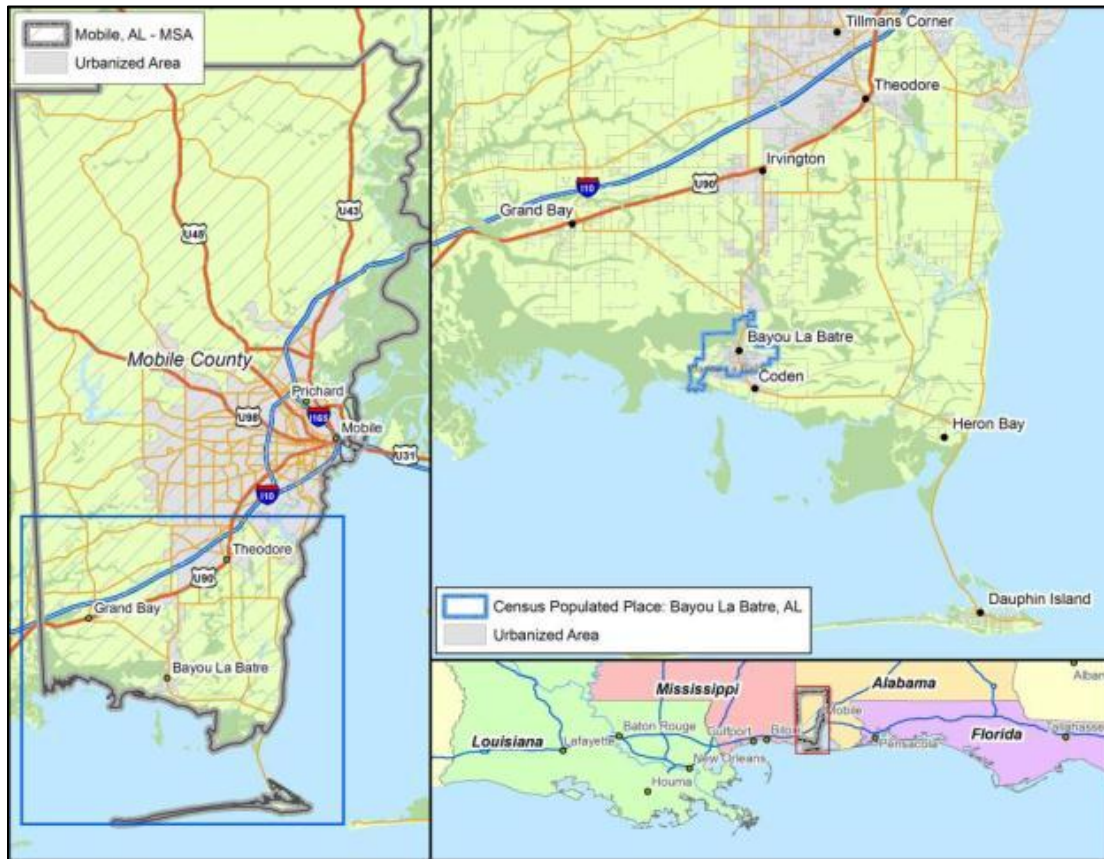 Mobile, AL - MSA
Urbanized Area
U43
U45
Mobile County
Prichard
I165
U98
Mobile
U31
I10
Theodore
U90
Grand Bay
Bayou La Batre
Tillmans Corner
Theodore
Irvington
I10
U90
Grand Bay
Bayou La Batre
Coden
Heron Bay
Dauphin Island
Census Populated Place: Bayou La Batre, AL
Urbanized Area
Mississippi
Alabama
Alban
Mobile
Baton Rouge
Gulfport
Biloxi
Pensacola
Florida
Tallahasse
Louisiana
Lafayette
New Orleans
Houma